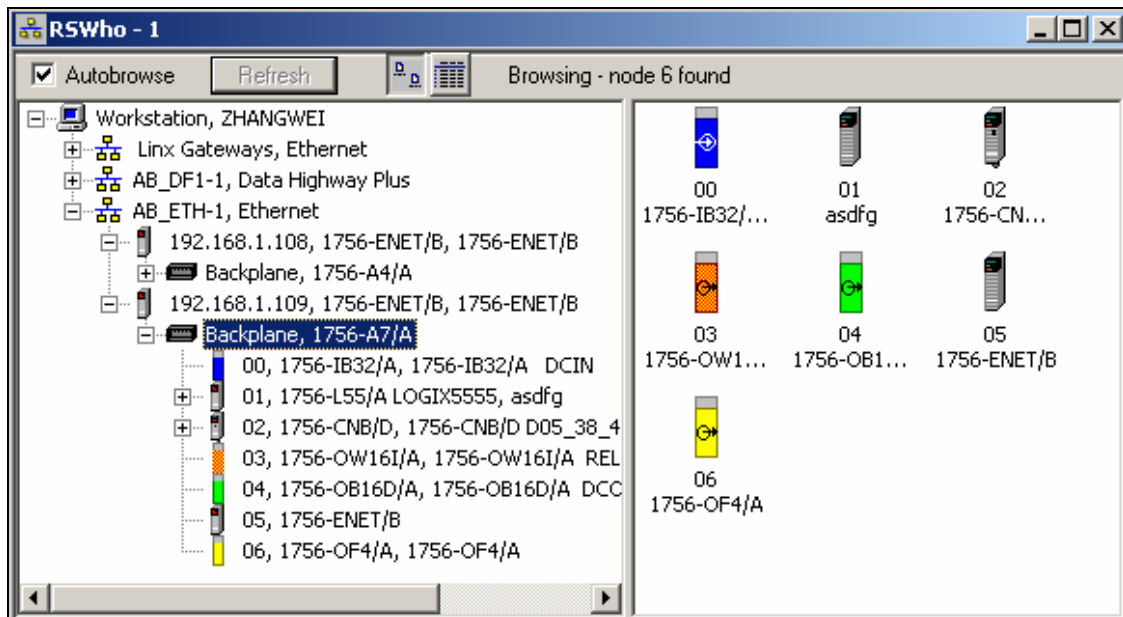 RSWho - 1
Autobrowse Refresh Browsing - node 6 found
Workstation, ZHANGWEI
Linx Gateways, Ethernet
AB_DF1-1, Data Highway Plus
AB_ETH-1, Ethernet
192.168.1.108, 1756-ENET/B, 1756-ENET/B
Backplane, 1756-A4/A
192.168.1.109, 1756-ENET/B, 1756-ENET/B
Backplane, 1756-A7/A
00, 1756-IB32/A, 1756-IB32/A DCIN
01, 1756-L55/A LOGIX5555, asdfg
02, 1756-CNB/D, 1756-CNB/D D05_38_4
03, 1756-OW16I/A, 1756-OW16I/A REL
04, 1756-OB16D/A, 1756-OB16D/A DCC
05, 1756-ENET/B
06, 1756-OF4/A, 1756-OF4/A
00 01 02
1756-IB32/... asdfg 1756-CN...
03 04 05
1756-OW1... 1756-OB1... 1756-ENET/B
06
1756-OF4/A